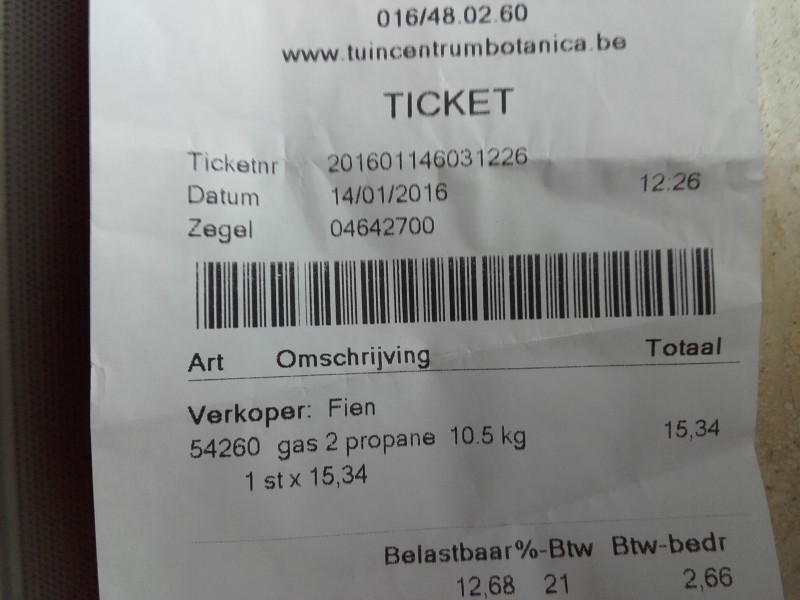 016/48.02.60
www.tuincentrumbotanica.be
TICKET
Ticketnr 201601146031226
Datum 14/01/2016 12:26
Zegel 04642700
Art Omschrijving Totaal
Verkoper: Fien
54260 gas 2 propane 10.5 kg 15,34
1 st x 15,34
Belastbaar %-Btw Btw-bedr
12,68 21 2,66